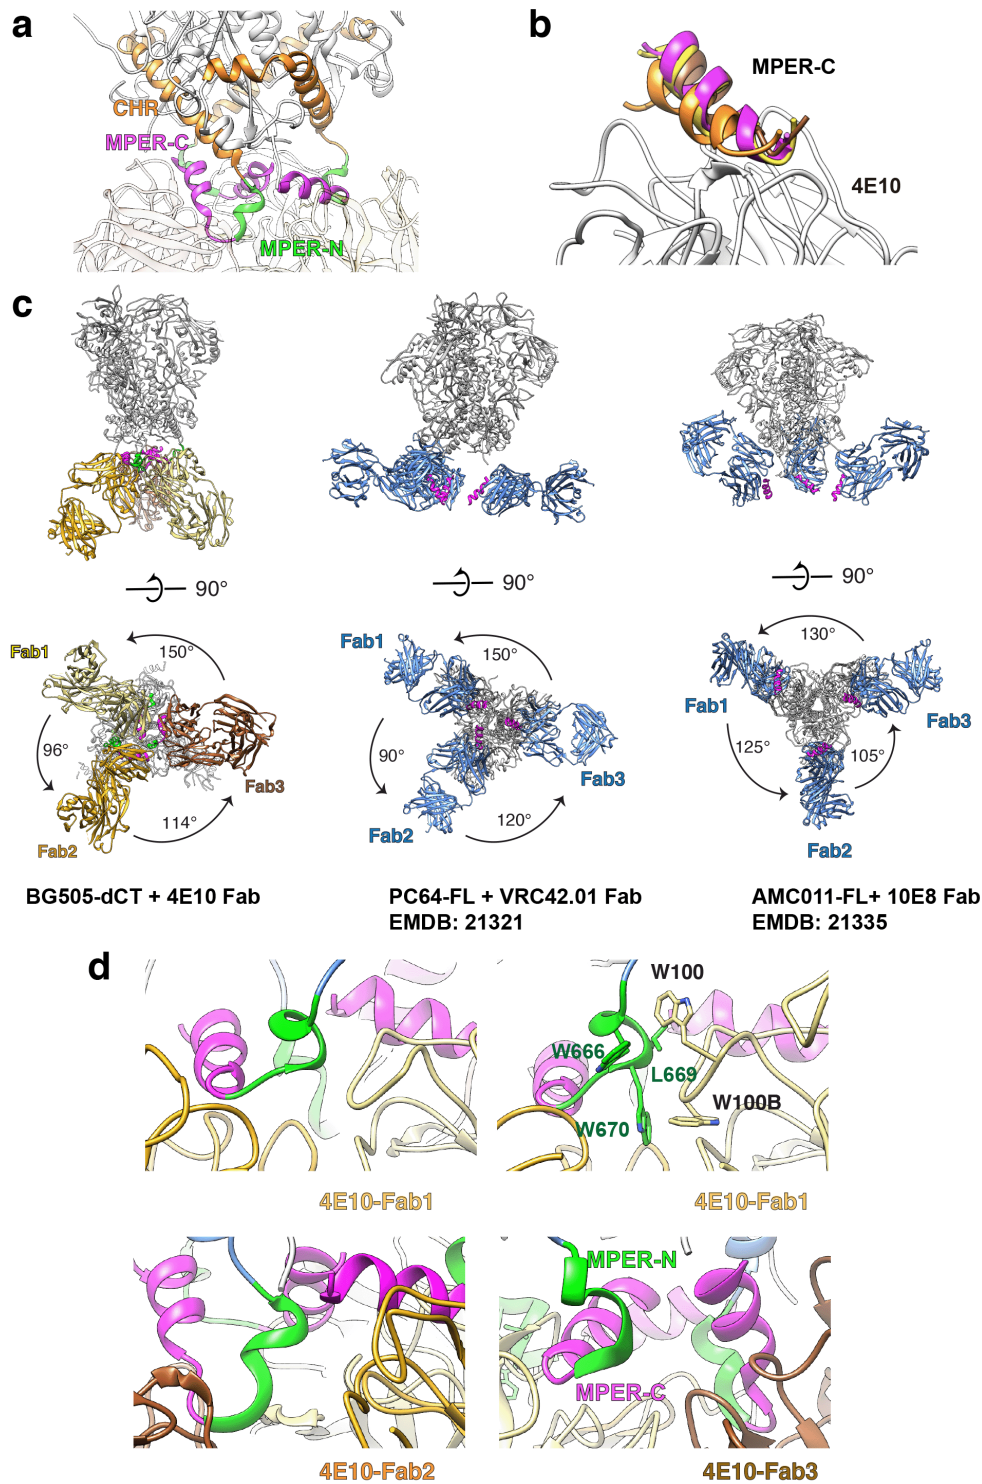 a
CHR
MPER-C
MPER-N
b
MPER-C
4E10
c
90°
90°
90°
Fab1
150°
96°
Fab3
114°
Fab2
Fab1
150°
90°
Fab3
Fab2
120°
130°
Fab1
Fab3
125°
105°
Fab2
BG505-dCT + 4E10 Fab
PC64-FL + VRC42.01 Fab
EMDB: 21321
AMC011-FL+ 10E8 Fab
EMDB: 21335
d
4E10-Fab1
W100
W666
L669
W100B
W670
4E10-Fab1
4E10-Fab2
MPER-N
MPER-C
4E10-Fab3